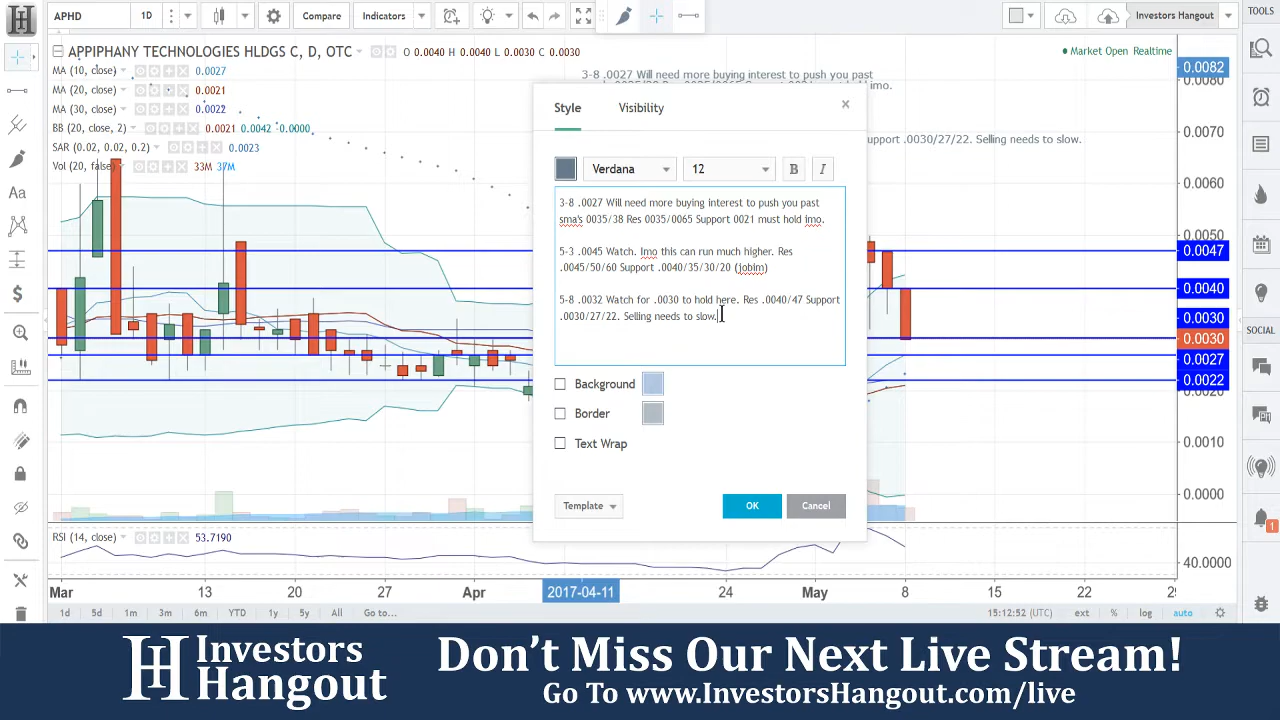 APHD
1D
Compare
Indicators
Investors Hangout
TOOLS
APPIPHANY TECHNOLOGIES HLDGS C, D, OTC
O 0.0040 H 0.0040 L 0.0030 C 0.0030
Market Open Realtime
MA (10, close) 0.0027
MA (20, close) 0.0021
MA (30, close) 0.0022
BB (20, close, 2) 0.0021 0.0042 -0.0000
SAR (0.02, 0.02, 0.2) 0.0023
Vol (20, false) 33M 37M
3-8 .0027 Will need more buying interest to push you past
imo.
upport .0030/27/22. Selling needs to slow.
Style
Visibility
Verdana
12
B
I
3-8 .0027 Will need more buying interest to push you past
sma's 0035/38 Res 0035/0065 Support 0021 must hold imo.
5-3 .0045 Watch. Imo this can run much higher. Res
.0045/50/60 Support .0040/35/30/20 (jobim)
5-8 .0032 Watch for .0030 to hold here. Res .0040/47 Support
.0030/27/22. Selling needs to slow.
Background
Border
Text Wrap
Template
OK
Cancel
0.0082
0.0070
0.0060
0.0047
0.0040
0.0030
0.0030
0.0027
0.0022
0.0010
0.0000
40.0000
SOCIAL
1
RSI (14, close) 53.7190
Mar
13
20
27
Apr
2017-04-11
24
May
8
15
22
1d
5d
1m
3m
6m
YTD
1y
5y
All
Go to...
15:12:52 (UTC)
ext
%
log
auto
Investors
Hangout
Don't Miss Our Next Live Stream!
Go To www.InvestorsHangout.com/live